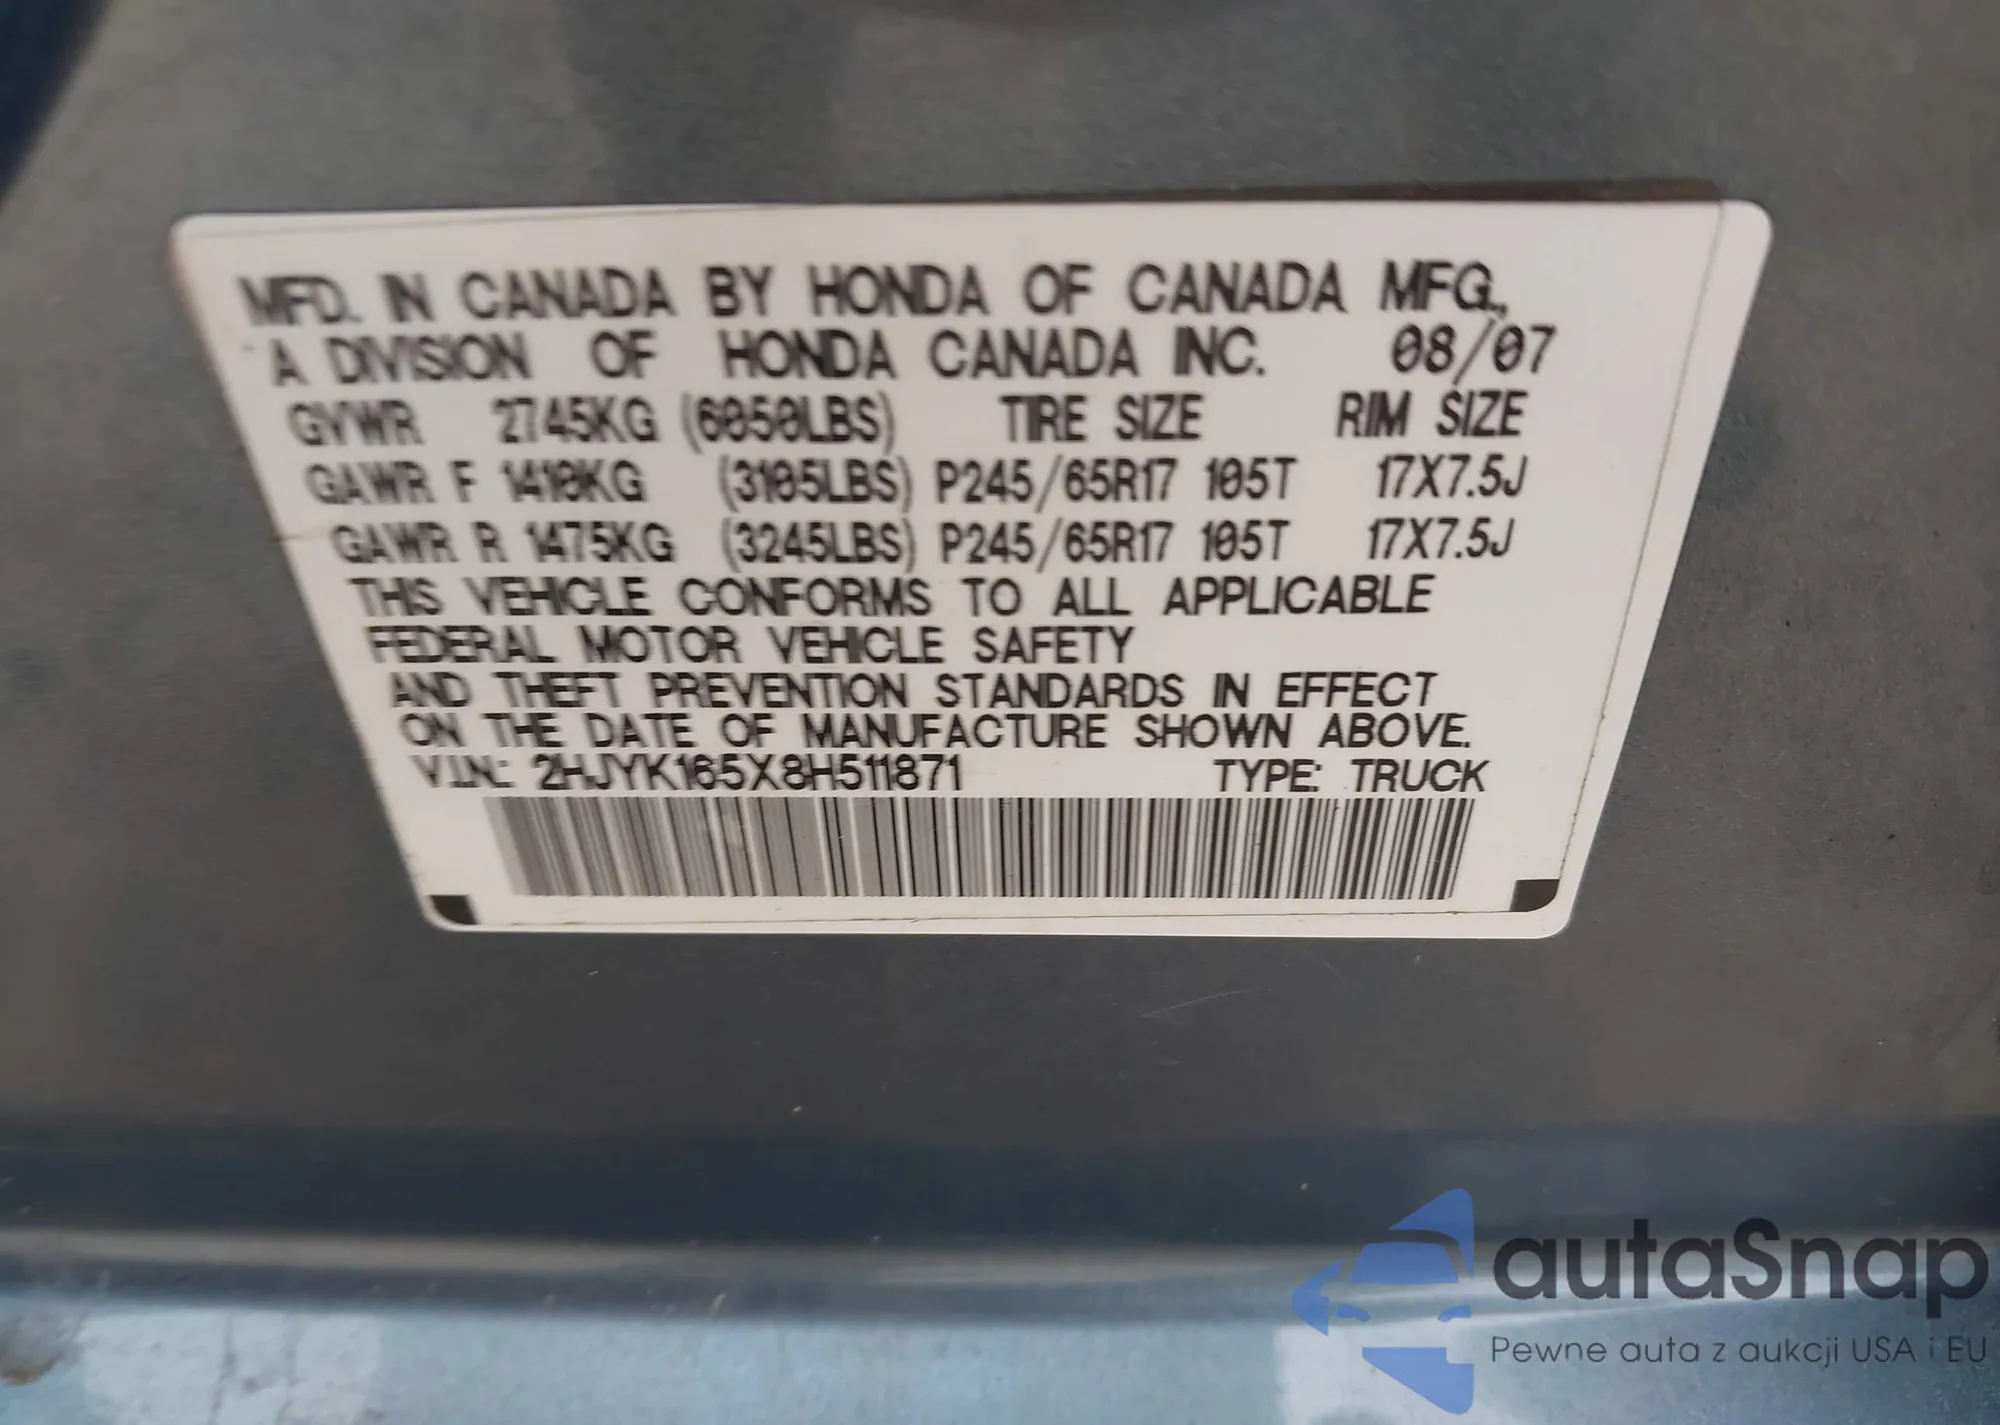 MFD. IN CANADA BY HONDA OF CANADA MFG.,
A DIVISION OF HONDA CANADA INC. 08/07
GVWR 2745KG (6050LBS) TIRE SIZE RIM SIZE
GAWR F 1410KG (3105LBS) P245/65R17 105T 17X7.5J
GAWR R 1475KG (3245LBS) P245/65R17 105T 17X7.5J
THIS VEHICLE CONFORMS TO ALL APPLICABLE
FEDERAL MOTOR VEHICLE SAFETY
AND THEFT PREVENTION STANDARDS IN EFFECT
ON THE DATE OF MANUFACTURE SHOWN ABOVE.
V.I.N.: 2HJYK165X8H511871 TYPE: TRUCK
autaSnap
Pewne auta z aukcji USA i EU